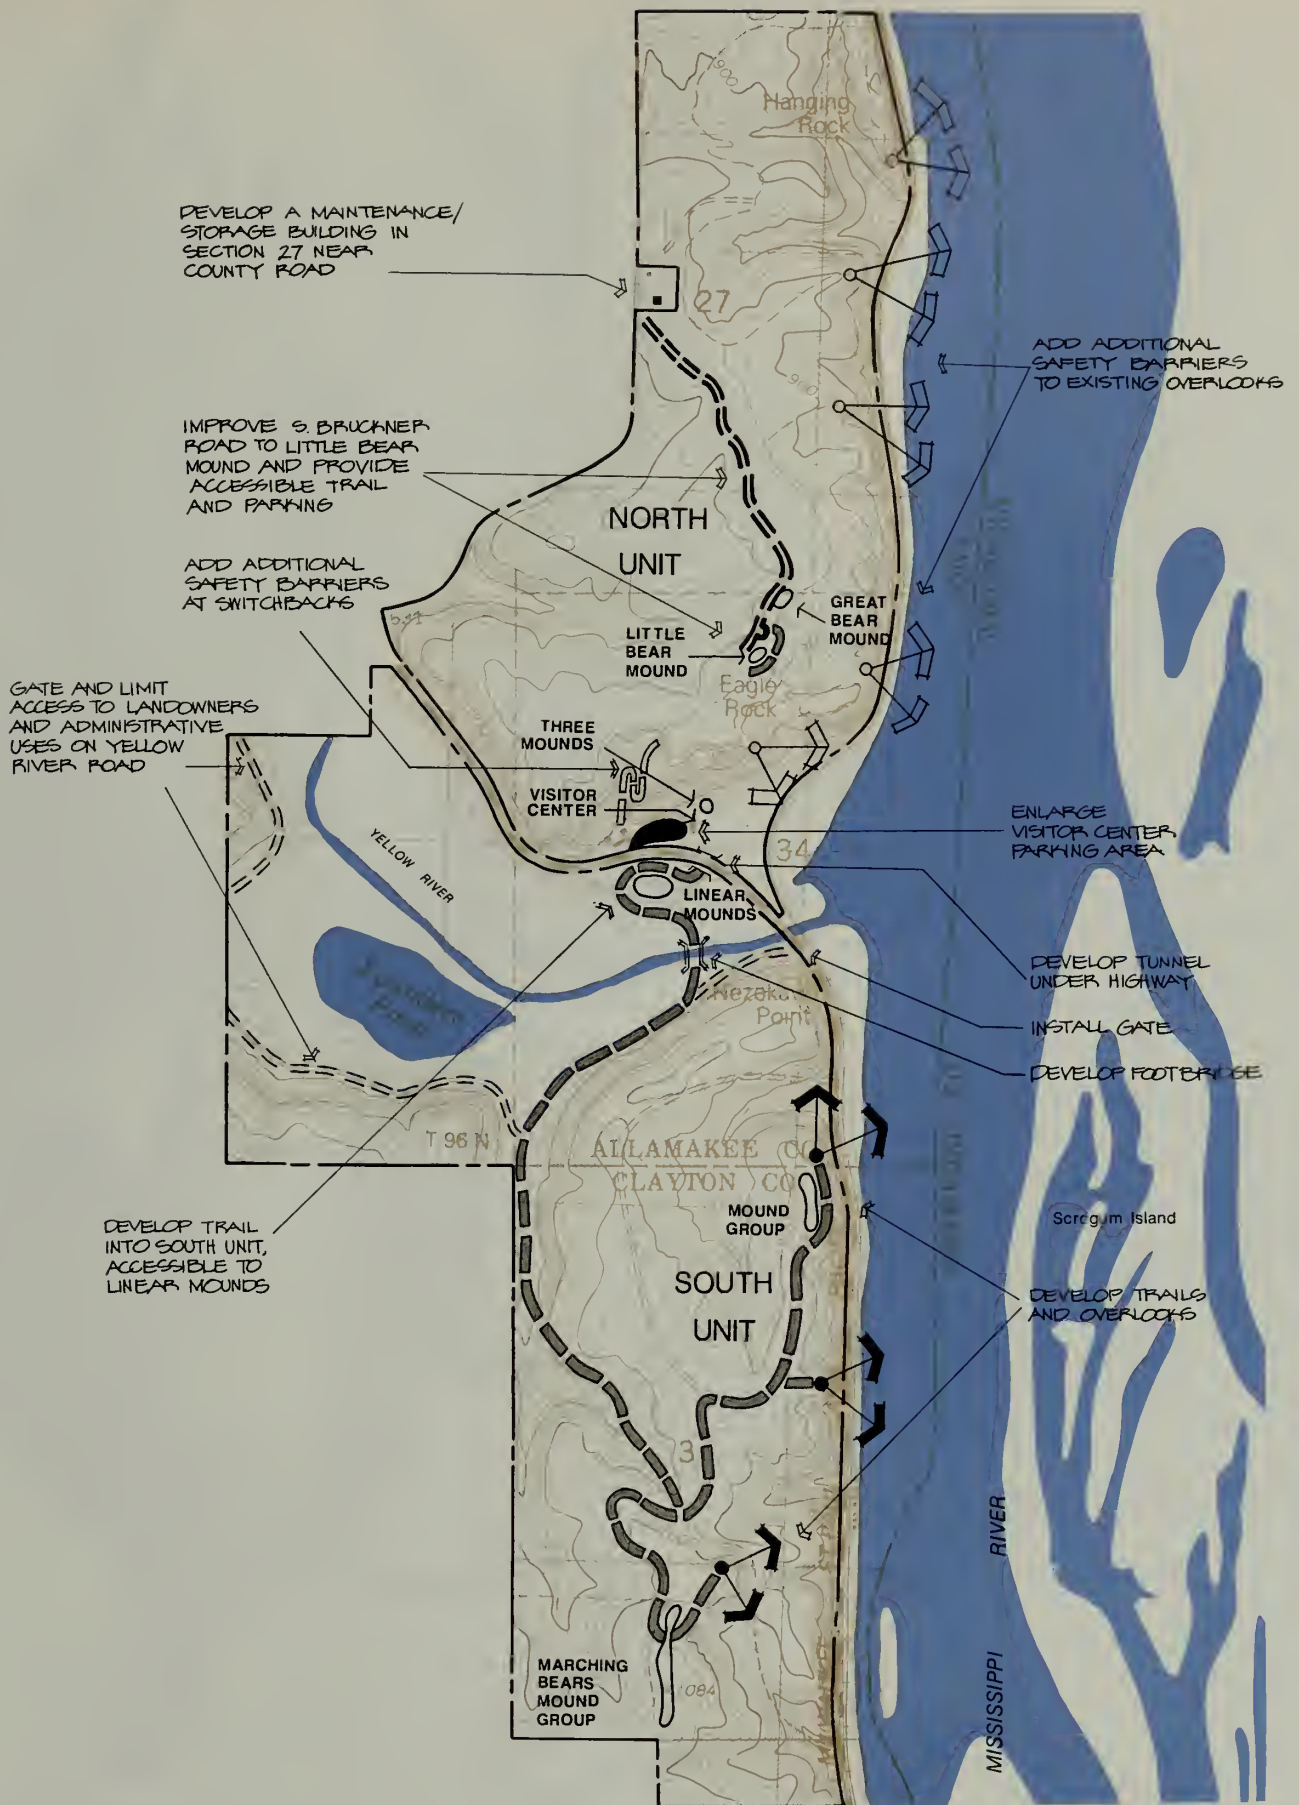 900
Hanging
Rock
DEVELOP A MAINTENANCE/
STORAGE BUILDING IN
SECTION 27 NEAR
COUNTY ROAD
27
ADD ADDITIONAL
SAFETY BARRIERS
TO EXISTING OVERLOOKS
900
IMPROVE S. BRUCKNER
ROAD TO LITTLE BEAR
MOUND AND PROVIDE
ACCESSIBLE TRAIL
AND PARKING
NORTH
UNIT
ADD ADDITIONAL
SAFETY BARRIERS
AT SWITCHBACKS
GREAT
BEAR
MOUND
LITTLE
BEAR
MOUND
Eagle
Rock
GATE AND LIMIT
ACCESS TO LANDOWNERS
AND ADMINISTRATIVE
USES ON YELLOW
RIVER ROAD
THREE
MOUNDS
VISITOR
CENTER
ENLARGE
VISITOR CENTER
PARKING AREA
34
YELLOW RIVER
LINEAR
MOUNDS
DEVELOP TUNNEL
UNDER HIGHWAY
Point
INSTALL GATE
DEVELOP FOOTBRIDGE
T 96 N
ALLAMAKEE CO
CLAYTON CO
MOUND
GROUP
Scrogum Island
DEVELOP TRAIL
INTO SOUTH UNIT,
ACCESSIBLE TO
LINEAR MOUNDS
SOUTH
UNIT
DEVELOP TRAILS
AND OVERLOOKS
3
MISSISSIPPI RIVER
MARCHING
BEARS
MOUND
GROUP
1084